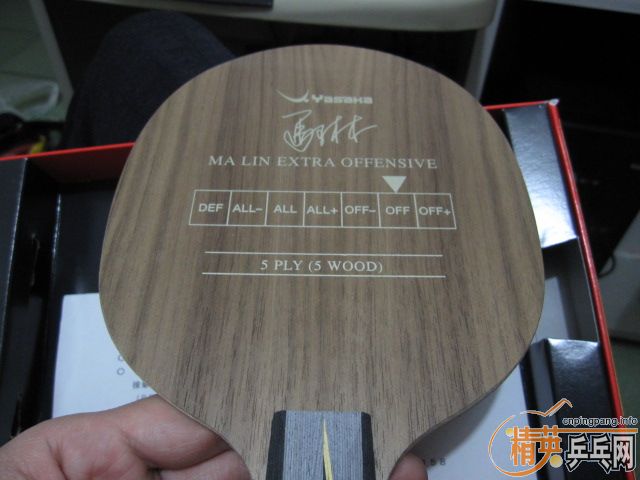 Yasaka
马林
MA LIN EXTRA OFFENSIVE
DEF ALL- ALL ALL+ OFF- OFF OFF+
5 PLY (5 WOOD)
cnpingpang.info
精英乒乓网